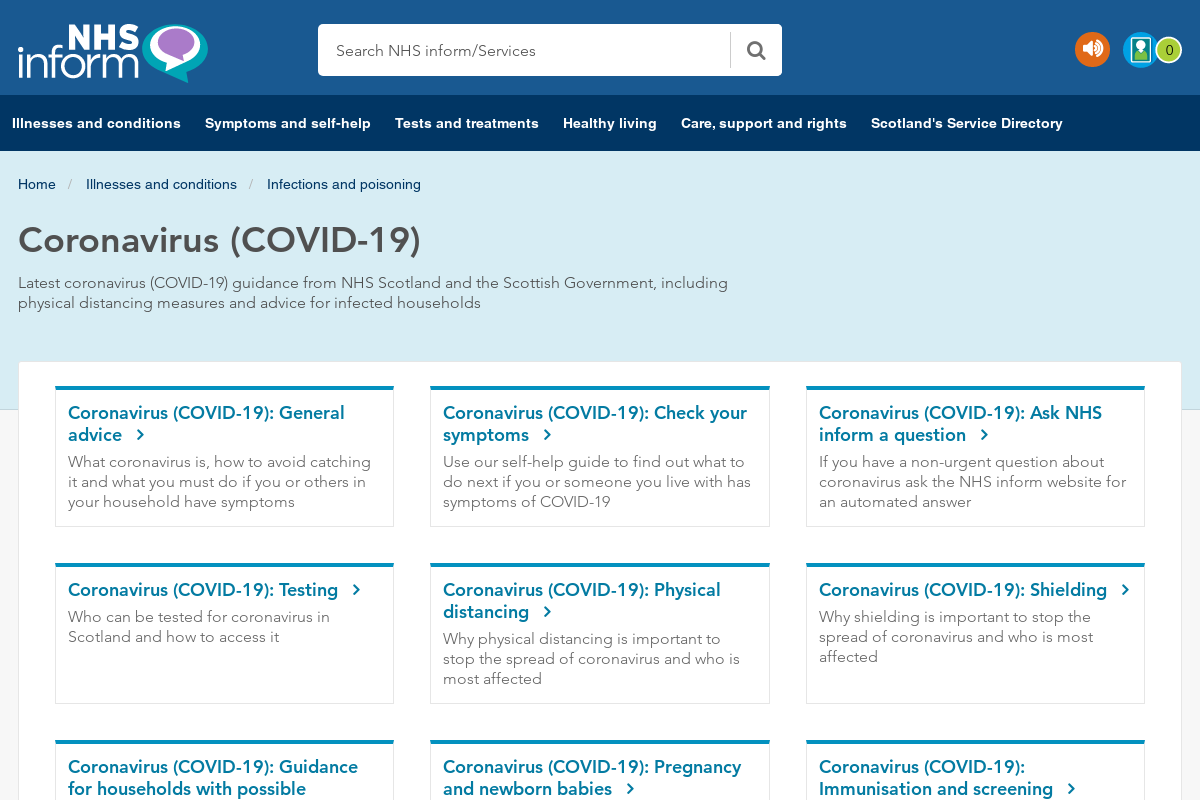 NHS
inform
Search NHS inform/Services
0
Illnesses and conditions Symptoms and self-help Tests and treatments Healthy living Care, support and rights Scotland's Service Directory
Home / Illnesses and conditions / Infections and poisoning
Coronavirus (COVID-19)
Latest coronavirus (COVID-19) guidance from NHS Scotland and the Scottish Government, including
physical distancing measures and advice for infected households
Coronavirus (COVID-19): General
advice
What coronavirus is, how to avoid catching
it and what you must do if you or others in
your household have symptoms
Coronavirus (COVID-19): Check your
symptoms
Use our self-help guide to find out what to
do next if you or someone you live with has
symptoms of COVID-19
Coronavirus (COVID-19): Ask NHS
inform a question
If you have a non-urgent question about
coronavirus ask the NHS inform website for
an automated answer
Coronavirus (COVID-19): Testing
Who can be tested for coronavirus in
Scotland and how to access it
Coronavirus (COVID-19): Physical
distancing
Why physical distancing is important to
stop the spread of coronavirus and who is
most affected
Coronavirus (COVID-19): Shielding
Why shielding is important to stop the
spread of coronavirus and who is most
affected
Coronavirus (COVID-19): Guidance
for households with possible
Coronavirus (COVID-19): Pregnancy
and newborn babies
Coronavirus (COVID-19):
Immunisation and screening